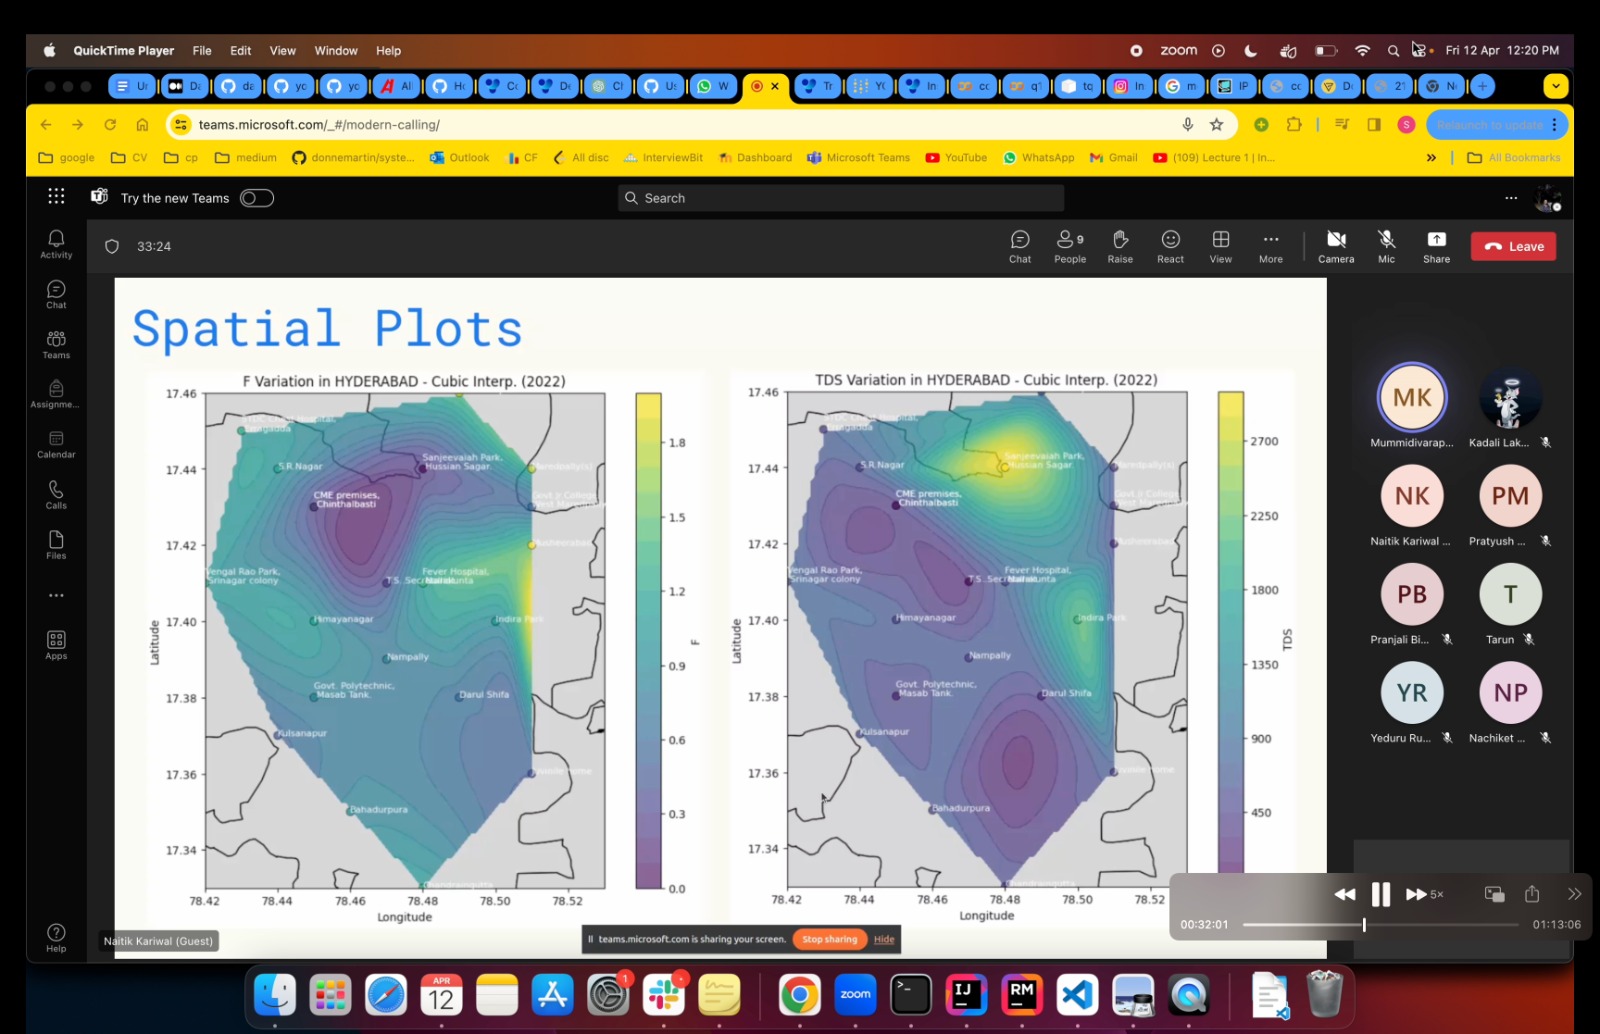 QuickTime Player File Edit View Window Help
zoom Fri 12 Apr 12:20 PM
teams.microsoft.com/_#/modern-calling/
Relaunch to update
google CV cp medium donnemartin/syste... Outlook CF All disc InterviewBit Dashboard Microsoft Teams YouTube WhatsApp Gmail (109) Lecture 1 | In... » All Bookmarks
Try the new Teams
Search
33:24
Chat People 9 Raise React View More Camera Mic Share Leave
Activity
Chat
Teams
Assignme...
Calendar
Calls
Files
Apps
Help
Spatial Plots
F Variation in HYDERABAD - Cubic Interp. (2022)
17.46
17.44
17.42
17.40
17.38
17.36
17.34
Latitude
S.R.Nagar
Sanjeevaiah Park,
Hussian Sagar.
CME premises,
Chinthalbasti
Vengal Rao Park,
Srinagar colony
Fever Hospital,
Himayanagar
Indira Park
Nampally
Govt. Polytechnic,
Masab Tank.
Darul Shifa
Kulsanapur
Bahadurpura
78.42 78.44 78.46 78.48 78.50 78.52
Longitude
1.8
1.5
1.2
0.9
0.6
0.3
0.0
F
TDS Variation in HYDERABAD - Cubic Interp. (2022)
17.46
17.44
17.42
17.40
17.38
17.36
17.34
Latitude
S.R.Nagar
Sanjeevaiah Park,
Hussian Sagar
CME premises,
Chinthalbasti
Vengal Rao Park,
Srinagar colony
Fever Hospital,
Himayanagar
Indira Park
Nampally
Govt. Polytechnic,
Masab Tank.
Darul Shifa
Kulsanapur
Bahadurpura
78.42 78.44 78.46 78.48 78.50 78.52
Longitude
2700
2250
1800
1350
900
450
TDS
MK
Mummidivarap... Kadali Lak...
NK PM
Naitik Kariwal ... Pratyush ...
PB T
Pranjali Bi... Tarun
YR NP
Yeduru Ru... Nachiket ...
Naitik Kariwal (Guest)
teams.microsoft.com is sharing your screen. Stop sharing Hide
5×
00:32:01 01:13:06
APR
12
1
zoom
IJ
RM